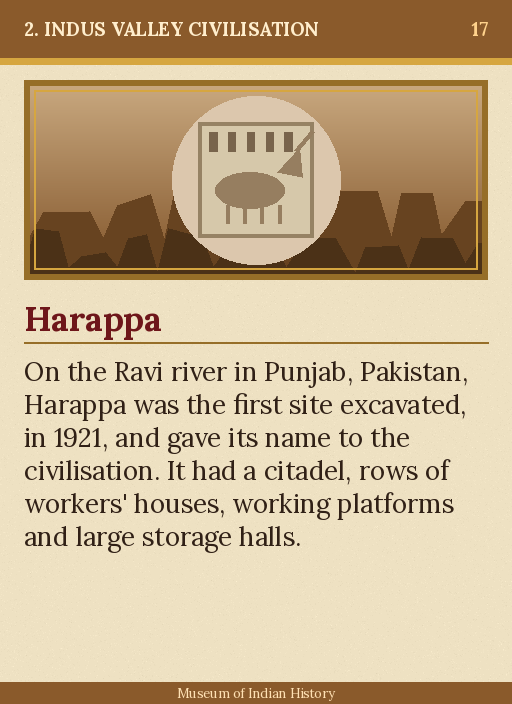 2. INDUS VALLEY CIVILISATION 17
Harappa
On the Ravi river in Punjab, Pakistan,
Harappa was the first site excavated,
in 1921, and gave its name to the
civilisation. It had a citadel, rows of
workers' houses, working platforms
and large storage halls.
Museum of Indian History